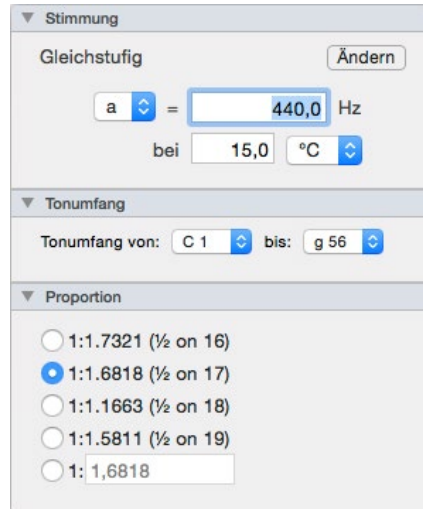 Stimmung
Gleichstufig Ändern
a = 440,0 Hz
bei 15,0 °C
Tonumfang
Tonumfang von: C 1 bis: g 56
Proportion
1:1.7321 (½ on 16)
1:1.6818 (½ on 17)
1:1.1663 (½ on 18)
1:1.5811 (½ on 19)
1: 1,6818